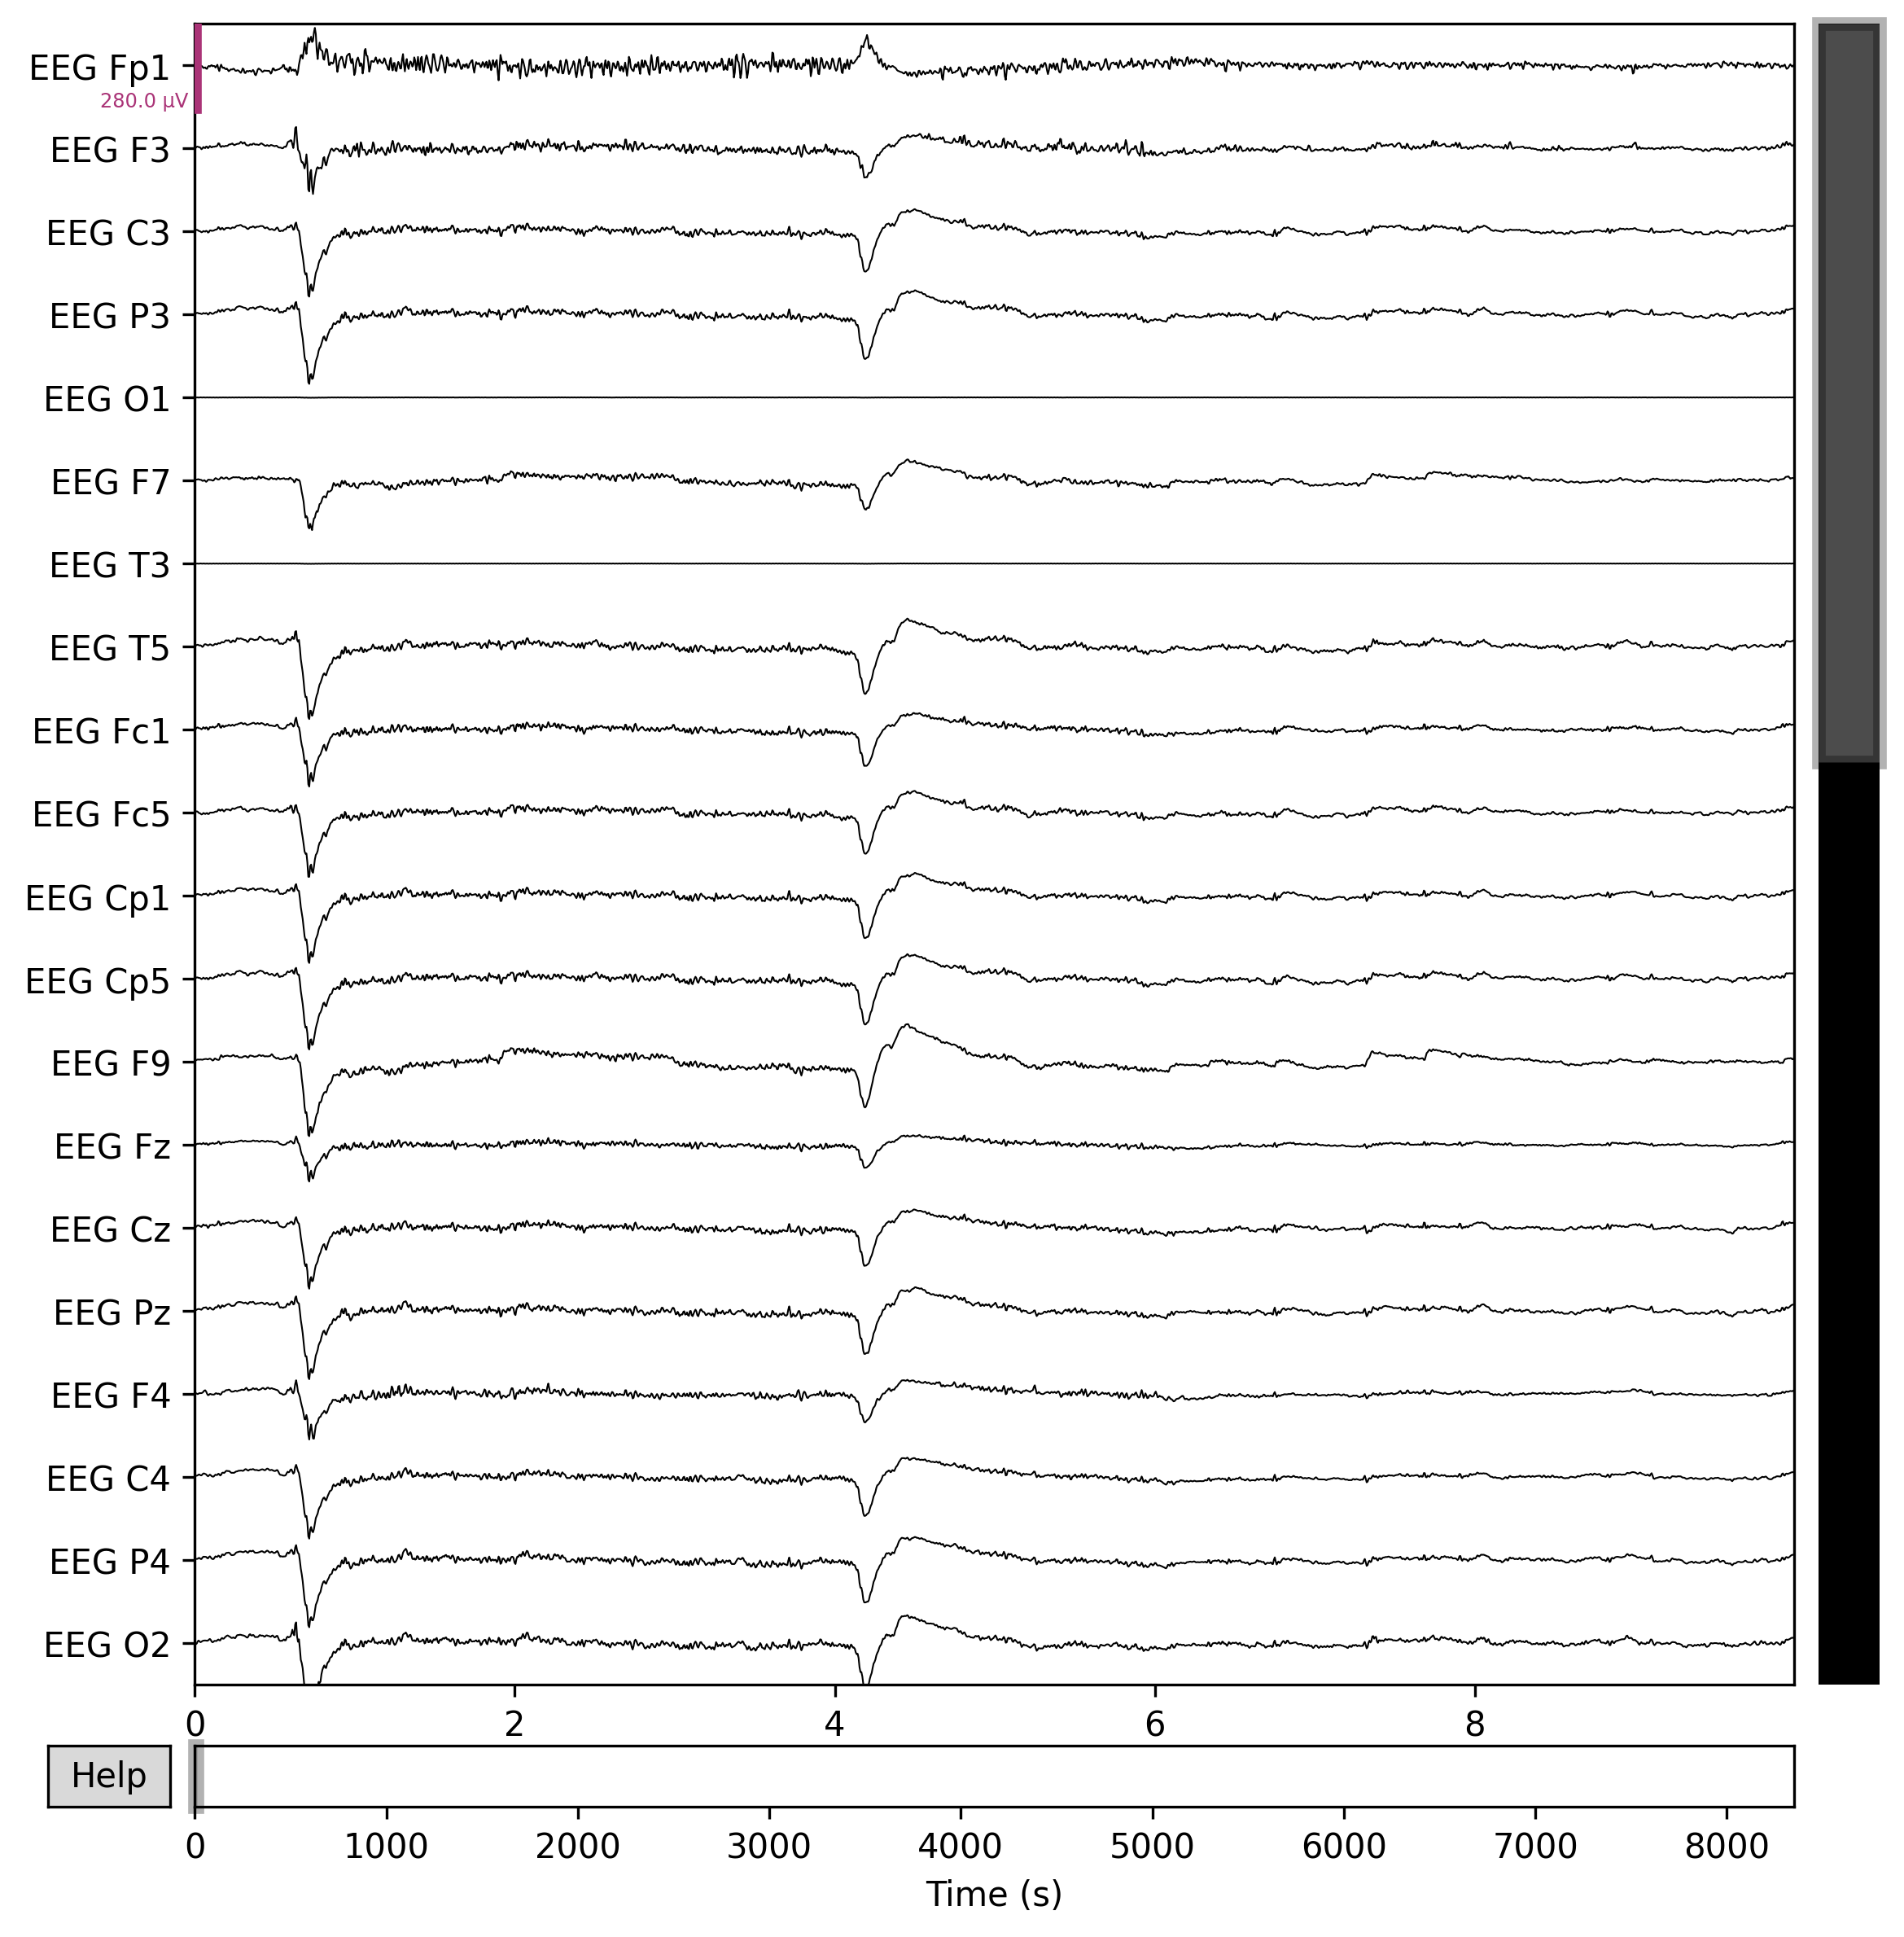 EEG Fp1
280.0 µV
EEG F3
EEG C3
EEG P3
EEG O1
EEG F7
EEG T3
EEG T5
EEG Fc1
EEG Fc5
EEG Cp1
EEG Cp5
EEG F9
EEG Fz
EEG Cz
EEG Pz
EEG F4
EEG C4
EEG P4
EEG O2
0 2 4 6 8
Help
0 1000 2000 3000 4000 5000 6000 7000 8000
Time (s)